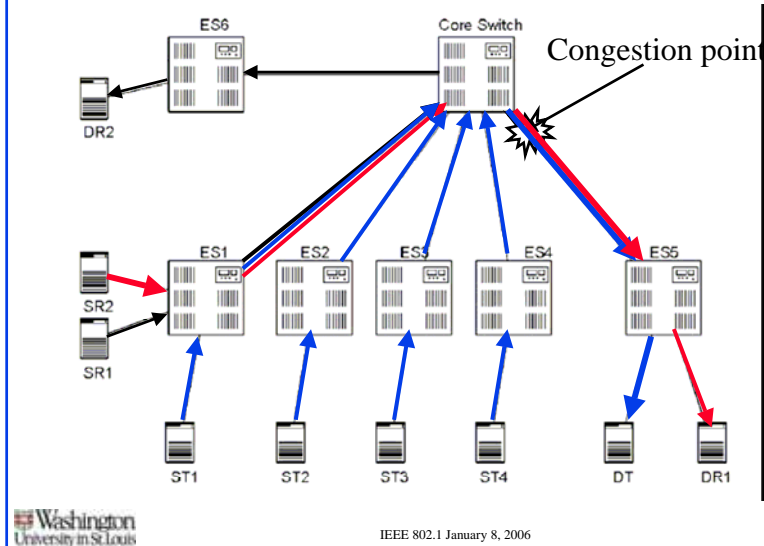 ES6
Core Switch
Congestion point
DR2
ES1
ES2
ES3
ES4
ES5
SR2
SR1
ST1
ST2
ST3
ST4
DT
DR1
Washington
University in St. Louis
IEEE 802.1 January 8, 2006